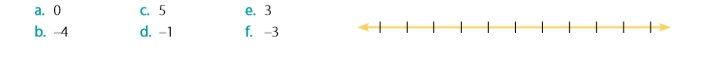 a. 0 c. 5 e. 3
b. –4 d. –1 f. –3